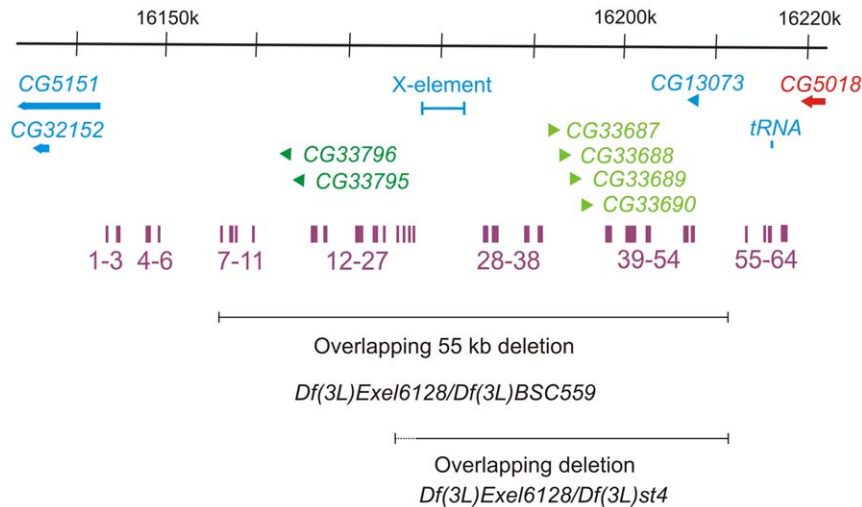 16150k 16200k 16220k
CG5151 X-element CG13073 CG5018
CG32152 CG33687 tRNA
CG33796 CG33688
CG33795 CG33689
CG33690
1-3 4-6 7-11 12-27 28-38 39-54 55-64
Overlapping 55 kb deletion
Df(3L)Exel6128/Df(3L)BSC559
Overlapping deletion
Df(3L)Exel6128/Df(3L)st4